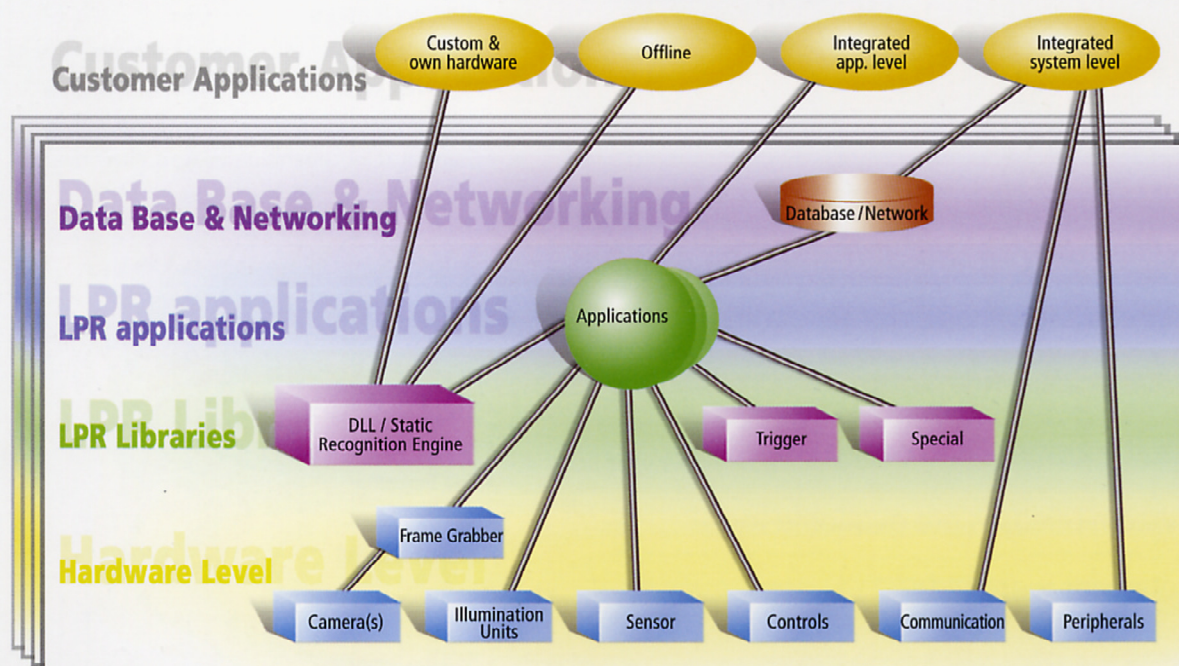 Customer Applications
Custom &
own hardware
Offline
Integrated
app. level
Integrated
system level
Data Base & Networking
Database / Network
LPR applications
Applications
LPR Libraries
DLL / Static
Recognition Engine
Trigger
Special
Hardware Level
Frame Grabber
Camera(s)
Illumination
Units
Sensor
Controls
Communication
Peripherals